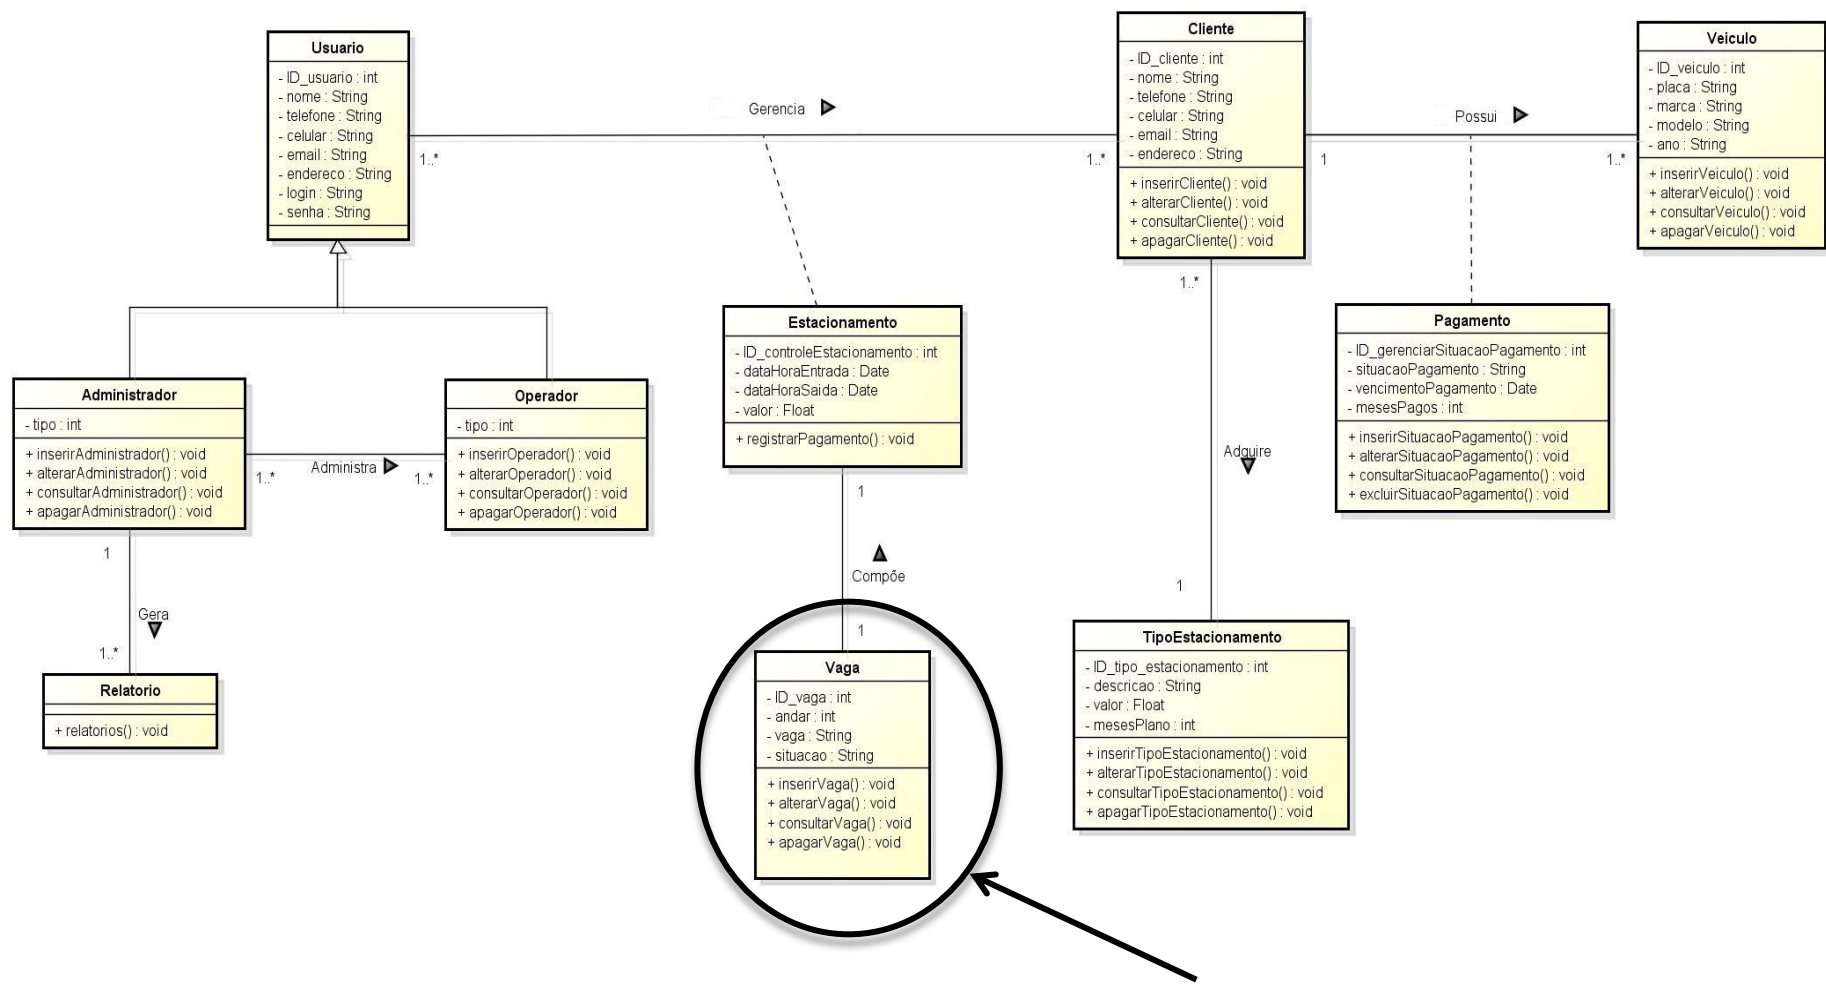 Usuario
- ID_usuario : int
- nome : String
- telefone : String
- celular : String
- email : String
- endereco : String
- login : String
- senha : String
1..*
Gerencia
1..*
Cliente
- ID_cliente : int
- nome : String
- telefone : String
- celular : String
- email : String
- endereco : String
+ inserirCliente() : void
+ alterarCliente() : void
+ consultarCliente() : void
+ apagarCliente() : void
1
Possui
1..*
Veiculo
- ID_veiculo : int
- placa : String
- marca : String
- modelo : String
- ano : String
+ inserirVeiculo() : void
+ alterarVeiculo() : void
+ consultarVeiculo() : void
+ apagarVeiculo() : void
Administrador
- tipo : int
+ inserirAdministrador() : void
+ alterarAdministrador() : void
+ consultarAdministrador() : void
+ apagarAdministrador() : void
1..*
Administra
1..*
Operador
- tipo : int
+ inserirOperador() : void
+ alterarOperador() : void
+ consultarOperador() : void
+ apagarOperador() : void
Estacionamento
- ID_controleEstacionamento : int
- dataHoraEntrada : Date
- dataHoraSaida : Date
- valor : Float
+ registrarPagamento() : void
1..*
Adquire
1
Pagamento
- ID_gerenciarSituacaoPagamento : int
- situacaoPagamento : String
- vencimentoPagamento : Date
- mesesPagos : int
+ inserirSituacaoPagamento() : void
+ alterarSituacaoPagamento() : void
+ consultarSituacaoPagamento() : void
+ excluirSituacaoPagamento() : void
1
Gera
1..*
Relatorio
+ relatorios() : void
1
Compõe
1
Vaga
- ID_vaga : int
- andar : int
- vaga : String
- situacao : String
+ inserirVaga() : void
+ alterarVaga() : void
+ consultarVaga() : void
+ apagarVaga() : void
TipoEstacionamento
- ID_tipo_estacionamento : int
- descricao : String
- valor : Float
- mesesPlano : int
+ inserirTipoEstacionamento() : void
+ alterarTipoEstacionamento() : void
+ consultarTipoEstacionamento() : void
+ apagarTipoEstacionamento() : void